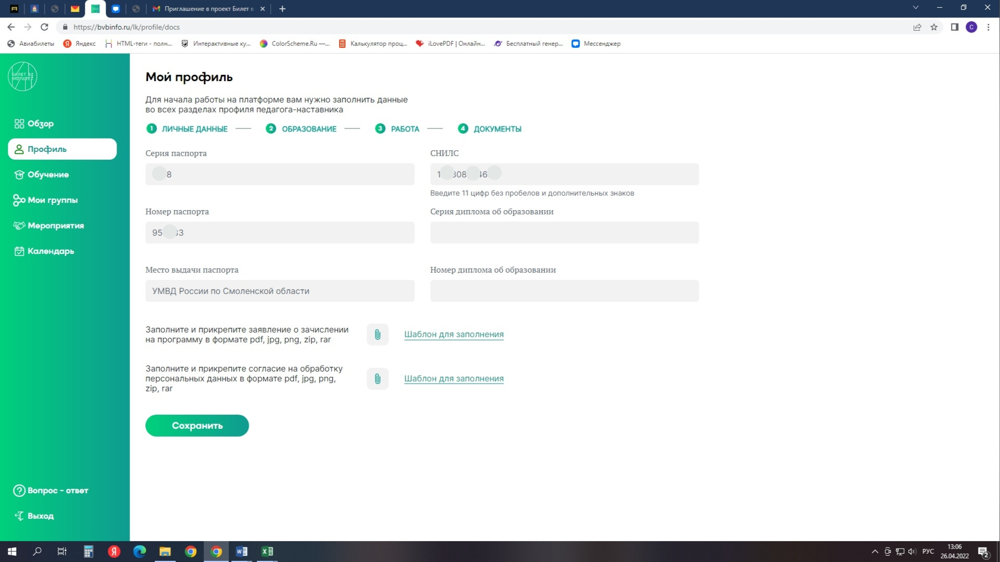 Приглашение в проект Билет в
https://bvbinfo.ru/lk/profile/docs
С
Авиабилеты
Яндекс
HTML-теги - полн...
Интерактивные ку...
ColorScheme.Ru —...
Калькулятор проц...
iLovePDF | Онлайн...
Бесплатный генер...
Мессенджер
БИЛЕТ В
БУДУЩЕЕ
Обзор
Профиль
Обучение
Мои группы
Мероприятия
Календарь
Вопрос - ответ
Выход
Мой профиль
Для начала работы на платформе вам нужно заполнить данные
во всех разделах профиля педагога-наставника
1 ЛИЧНЫЕ ДАННЫЕ 2 ОБРАЗОВАНИЕ 3 РАБОТА 4 ДОКУМЕНТЫ
Серия паспорта
8
СНИЛС
1 808 46
Введите 11 цифр без пробелов и дополнительных знаков
Номер паспорта
95 33
Серия диплома об образовании
Место выдачи паспорта
УМВД России по Смоленской области
Номер диплома об образовании
Заполните и прикрепите заявление о зачислении
на программу в формате pdf, jpg, png, zip, rar
Шаблон для заполнения
Заполните и прикрепите согласие на обработку
персональных данных в формате pdf, jpg, png,
zip, rar
Шаблон для заполнения
Сохранить
РУС
13:06
26.04.2022
2